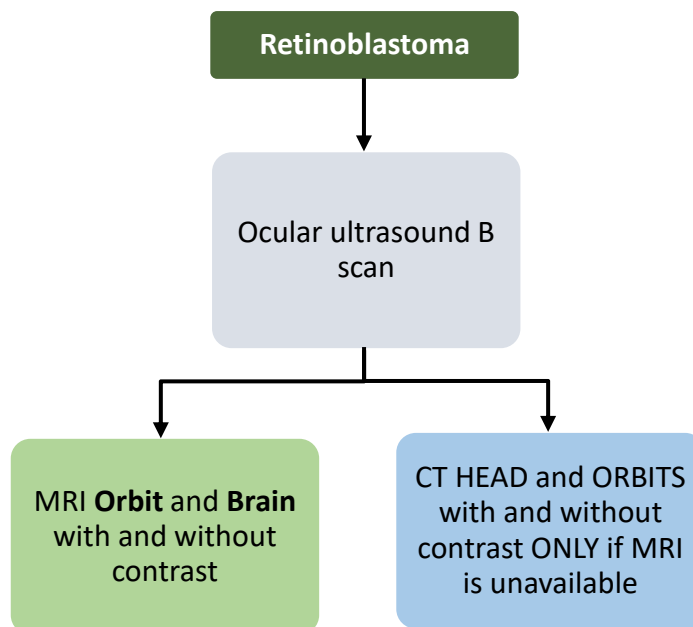 Retinoblastoma
Ocular ultrasound B
scan
MRI Orbit and Brain
with and without
contrast
CT HEAD and ORBITS
with and without
contrast ONLY if MRI
is unavailable